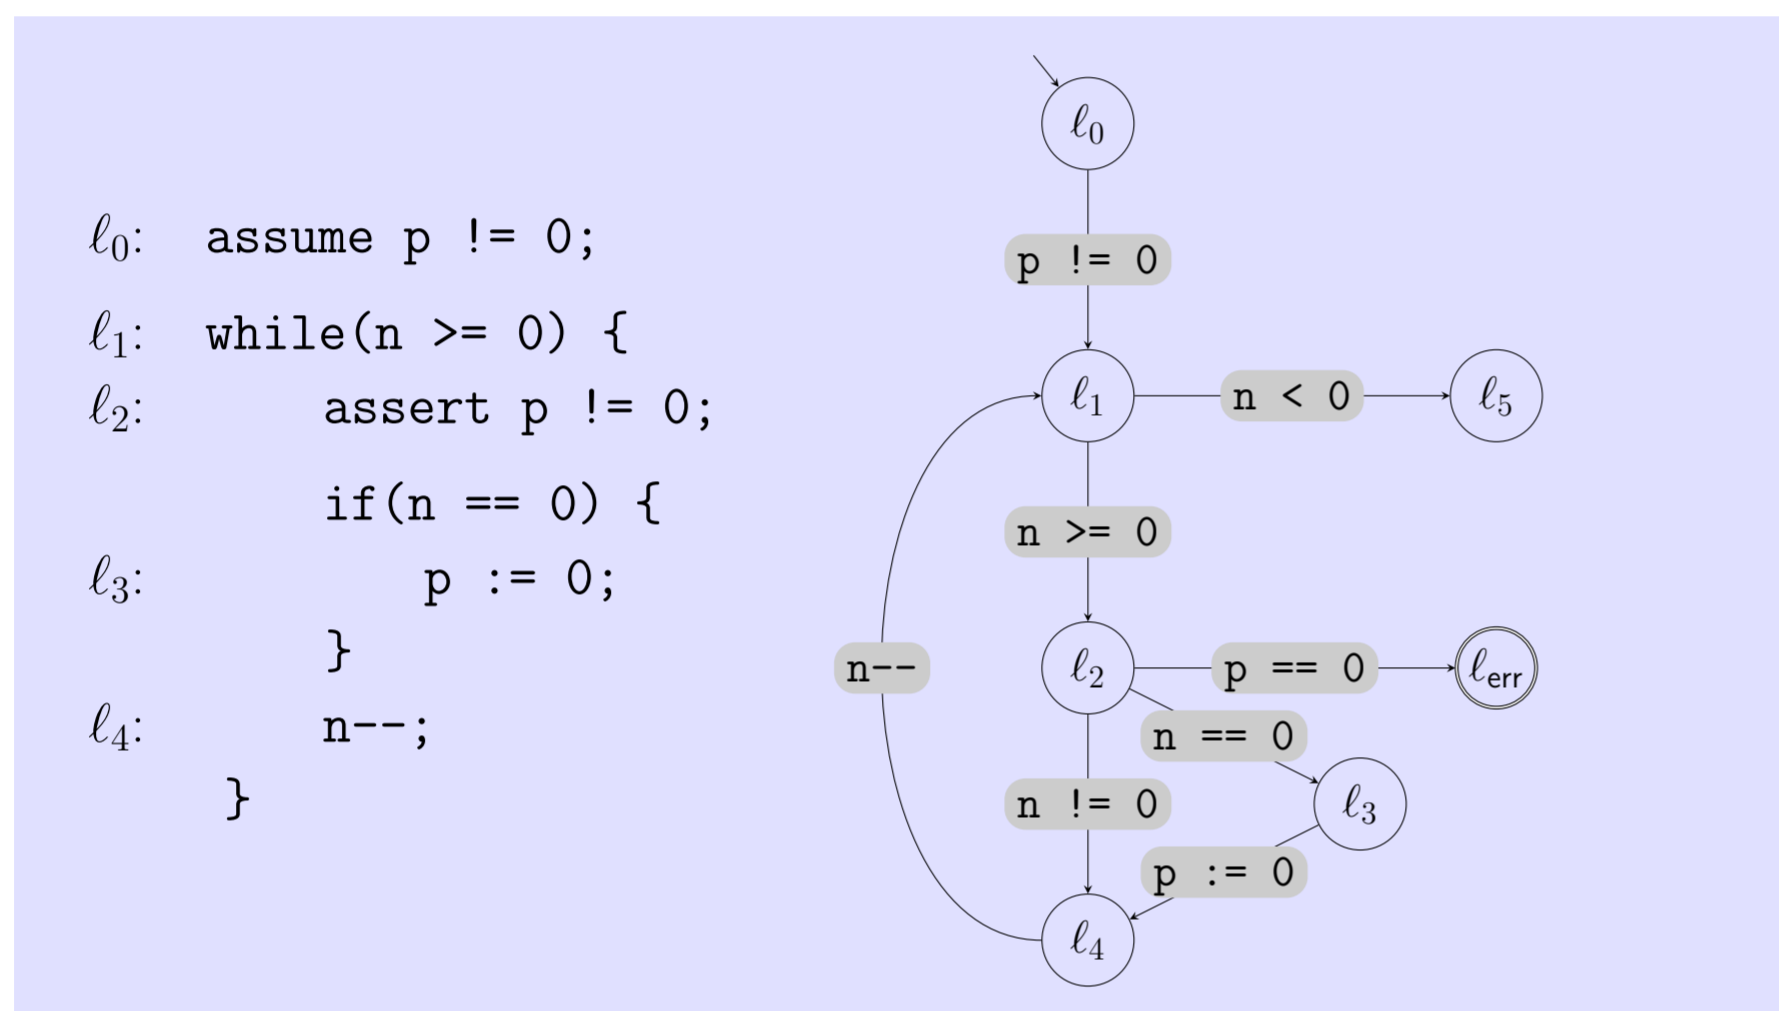 ℓ0: assume p != 0;
ℓ1: while(n >= 0) {
ℓ2: assert p != 0;
if(n == 0) {
ℓ3: p := 0;
}
ℓ4: n--;
}
ℓ0
p != 0
ℓ1
n < 0
ℓ5
n >= 0
n--
ℓ2
p == 0
ℓerr
n == 0
n != 0
ℓ3
p := 0
ℓ4